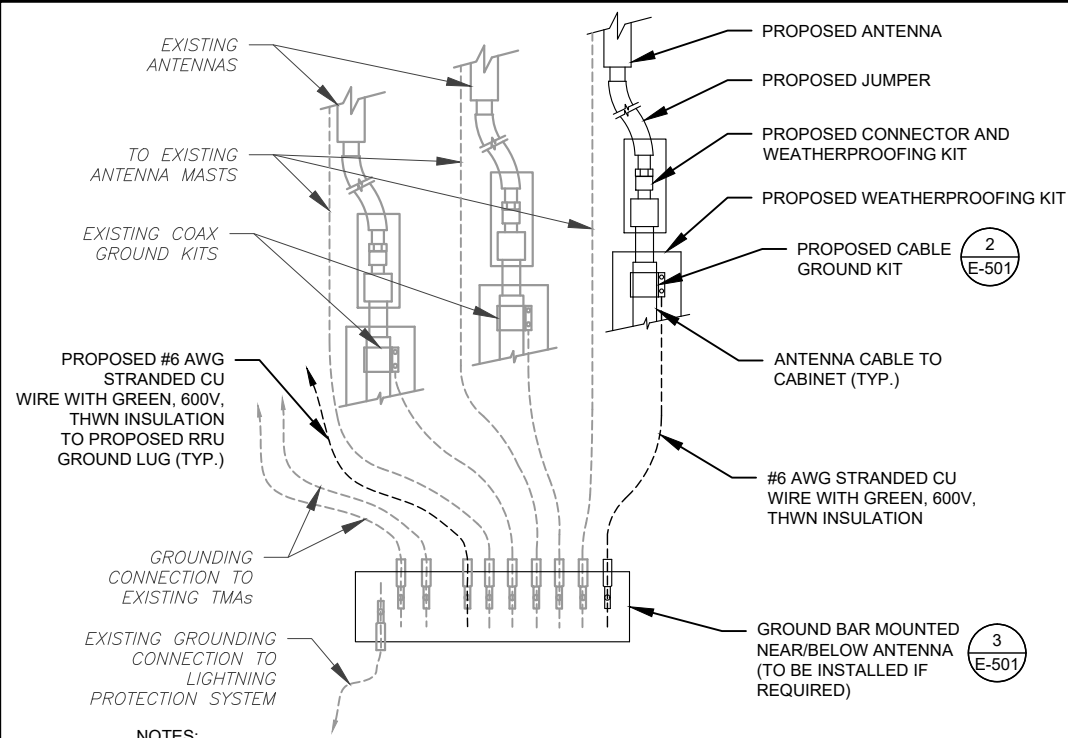 EXISTING
ANTENNAS
TO EXISTING
ANTENNA MASTS
EXISTING COAX
GROUND KITS
PROPOSED #6 AWG
STRANDED CU
WIRE WITH GREEN, 600V,
THWN INSULATION
TO PROPOSED RRU
GROUND LUG (TYP.)
GROUNDING
CONNECTION TO
EXISTING TMAs
EXISTING GROUNDING
CONNECTION TO
LIGHTNING
PROTECTION SYSTEM
NOTES:
PROPOSED ANTENNA
PROPOSED JUMPER
PROPOSED CONNECTOR AND
WEATHERPROOFING KIT
PROPOSED WEATHERPROOFING KIT
PROPOSED CABLE
GROUND KIT
2
E-501
ANTENNA CABLE TO
CABINET (TYP.)
#6 AWG STRANDED CU
WIRE WITH GREEN, 600V,
THWN INSULATION
GROUND BAR MOUNTED
NEAR/BELOW ANTENNA
(TO BE INSTALLED IF
REQUIRED)
3
E-501